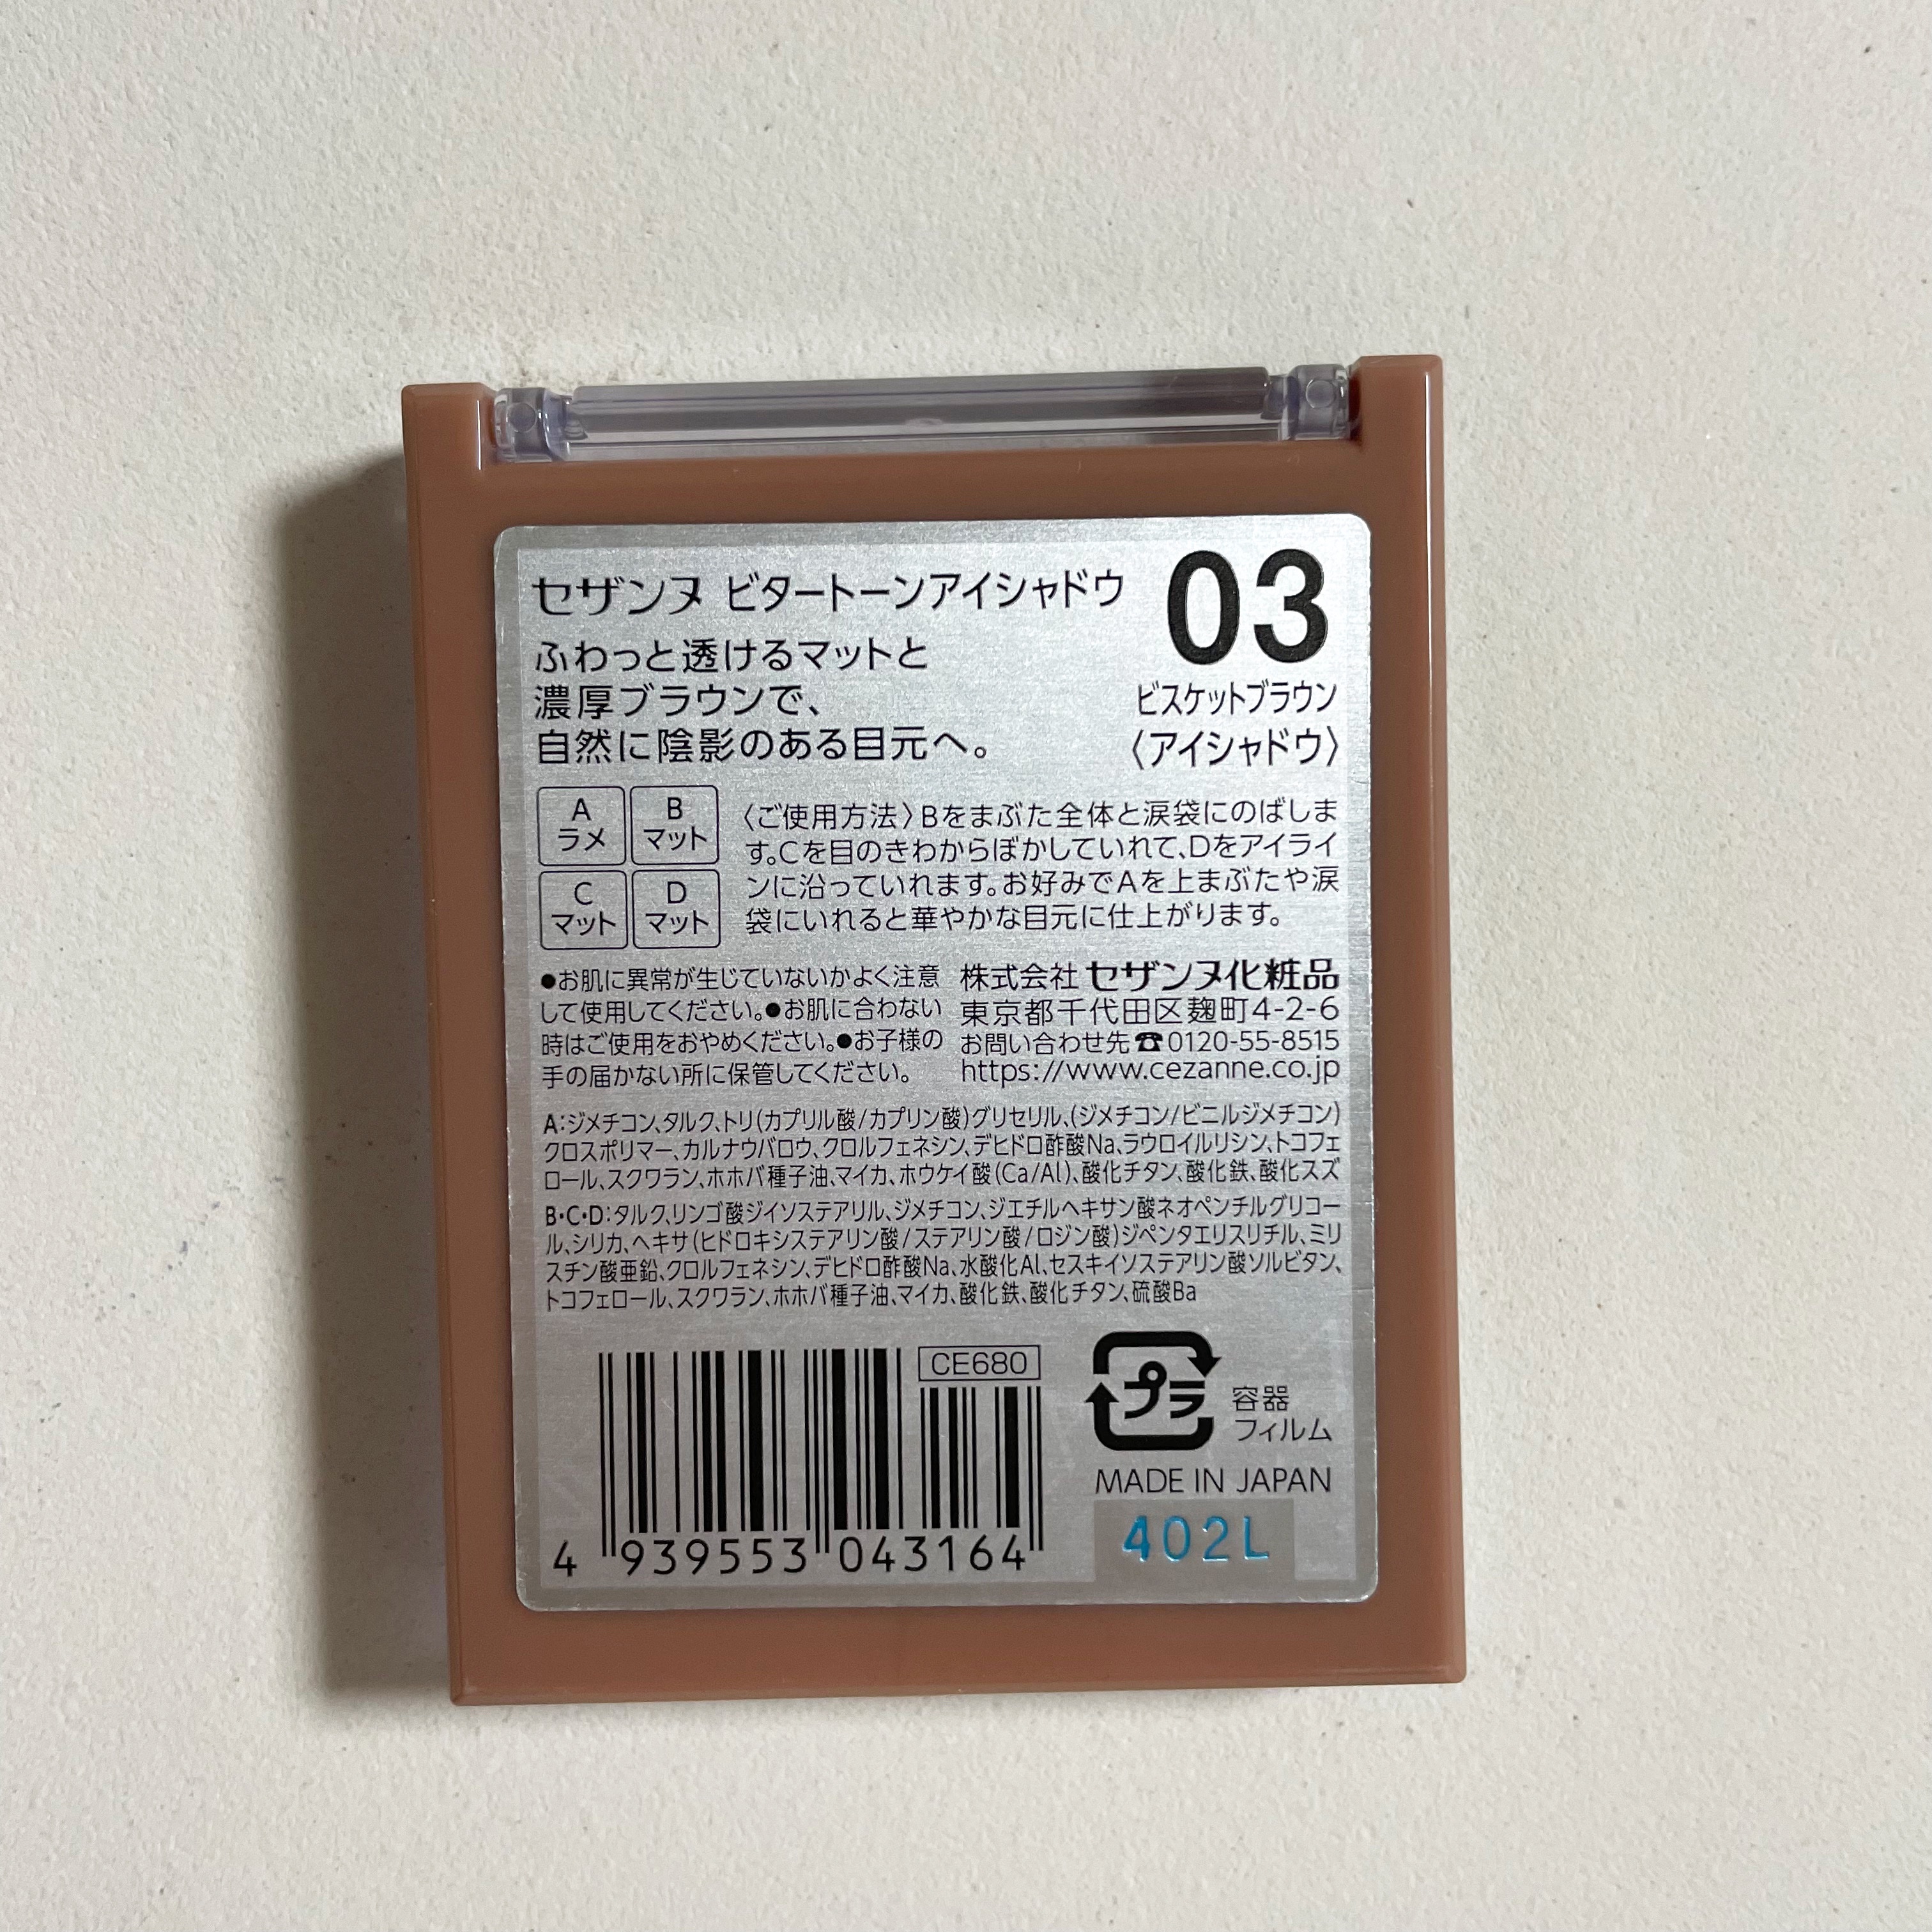 セザンヌ ビタートーンアイシャドウ
03
ふわっと透けるマットと
濃厚ブラウンで、
自然に陰影のある目元へ。
ビスケットブラウン
〈アイシャドウ〉
A
ラメ
B
マット
C
マット
D
マット
〈ご使用方法〉Bをまぶた全体と涙袋にのばしま
す。Cを目のきわからぼかしていれて、Dをアイライ
ンに沿っていれます。お好みでAを上まぶたや涙
袋にいれると華やかな目元に仕上がります。
●お肌に異常が生じていないかよく注意
して使用してください。●お肌に合わない
時はご使用をおやめください。●お子様の
手の届かない所に保管してください。
株式会社 セザンヌ化粧品
東京都千代田区麹町4-2-6
お問い合わせ先☎0120-55-8515
https://www.cezanne.co.jp
A:ジメチコン、タルク、トリ(カプリル酸/カプリン酸)グリセリル、(ジメチコン/ビニルジメチコン)
クロスポリマー、カルナウバロウ、クロルフェネシン、デヒドロ酢酸Na、ラウロイルリシン、トコフェ
ロール、スクワラン、ホホバ種子油、マイカ、ホウケイ酸(Ca/Al)、酸化チタン、酸化鉄、酸化スズ
B・C・D:タルク、リンゴ酸ジイソステアリル、ジメチコン、ジエチルヘキサン酸ネオペンチルグリコー
ル、シリカ、ヘキサ(ヒドロキシステアリン酸/ステアリン酸/ロジン酸)ジペンタエリスリチル、ミリ
スチン酸亜鉛、クロルフェネシン、デヒドロ酢酸Na、水酸化Al、セスキイソステアリン酸ソルビタン、
トコフェロール、スクワラン、ホホバ種子油、マイカ、酸化鉄、酸化チタン、硫酸Ba
CE680
4 939553 043164
プラ
容器
フィルム
MADE IN JAPAN
402L